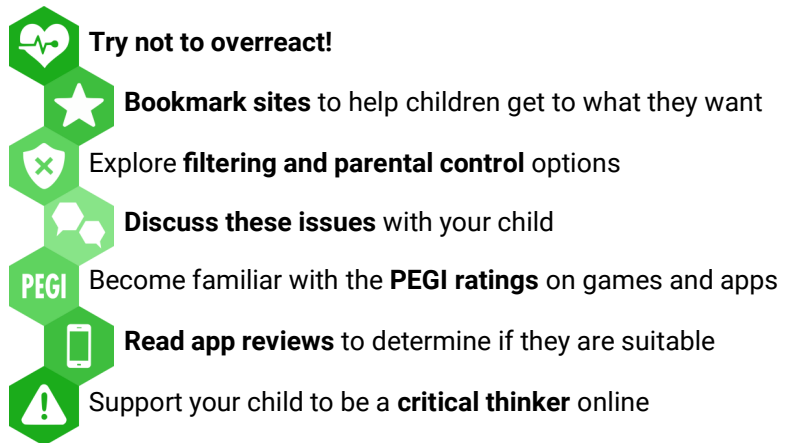 Try not to overreact!
Bookmark sites to help children get to what they want
Explore filtering and parental control options
Discuss these issues with your child
PEGI Become familiar with the PEGI ratings on games and apps
Read app reviews to determine if they are suitable
Support your child to be a critical thinker online